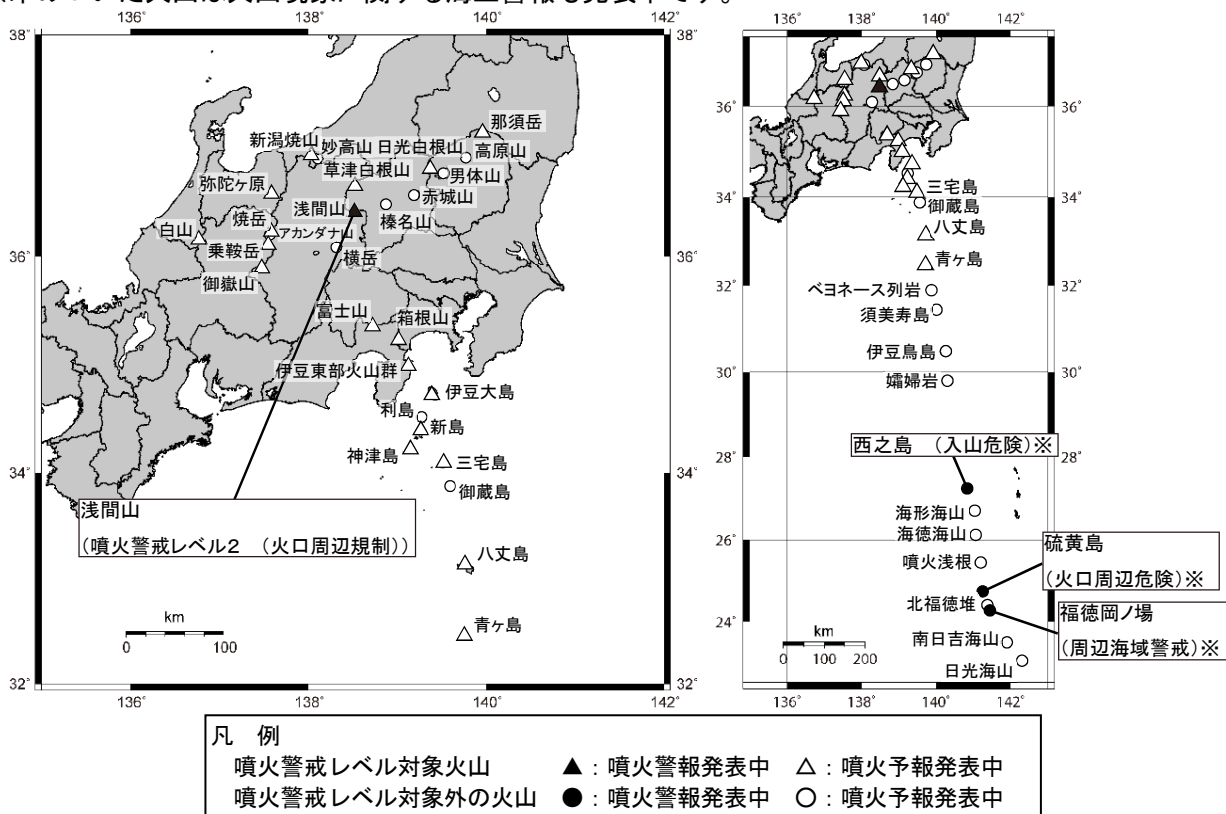 ※印のついた火山は火山現象に関する海上警報も発表中です。
136° 138° 140° 142°
38°
36°
34°
32°
38°
36°
34°
32°
那須岳
新潟焼山
妙高山
日光白根山
高原山
草津白根山
男体山
弥陀ヶ原
赤城山
浅間山
榛名山
焼岳
アカンダナ山
白山
乗鞍岳
横岳
御嶽山
富士山
箱根山
伊豆東部火山群
伊豆大島
利島
新島
神津島
三宅島
御蔵島
八丈島
青ヶ島
浅間山
(噴火警戒レベル2 (火口周辺規制))
km
0 100
136° 138° 140° 142°
136° 138° 140° 142°
36°
34°
32°
30°
28°
26°
24°
36°
34°
32°
30°
28°
26°
24°
三宅島
御蔵島
八丈島
青ヶ島
ベヨネース列岩
須美寿島
伊豆鳥島
孀婦岩
西之島 (入山危険)※
海形海山
海徳海山
噴火浅根
硫黄島
(火口周辺危険)※
北福徳堆
福徳岡ノ場
(周辺海域警戒)※
南日吉海山
日光海山
km
0 100 200
136° 138° 140° 142°
凡 例
噴火警戒レベル対象火山 ▲:噴火警報発表中 △:噴火予報発表中
噴火警戒レベル対象外の火山 ●:噴火警報発表中 ○:噴火予報発表中